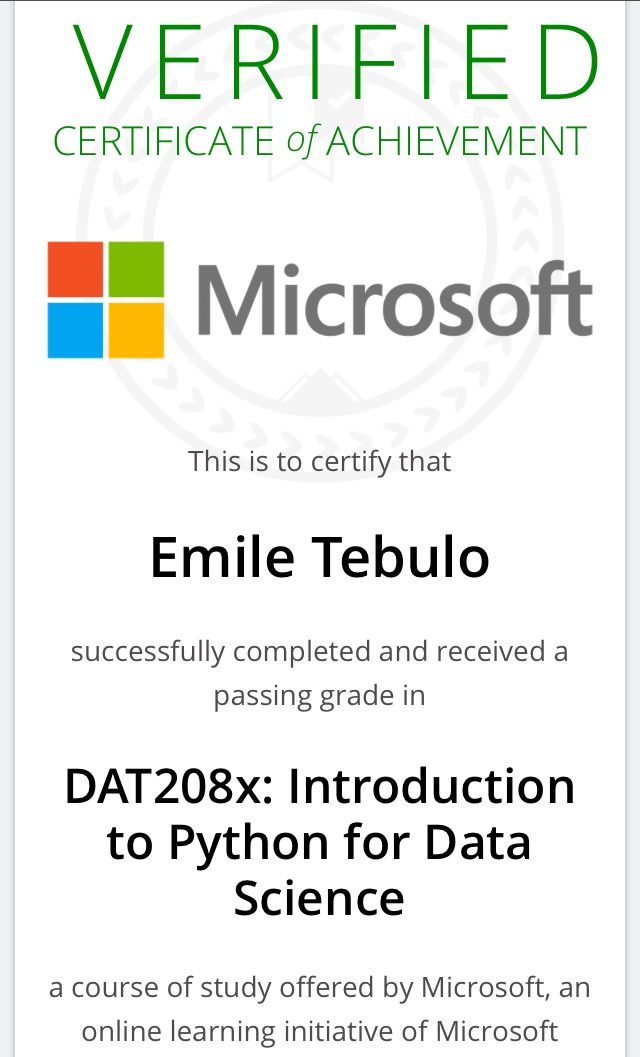 VERIFIED
CERTIFICATE of ACHIEVEMENT
Microsoft
This is to certify that
Emile Tebulo
successfully completed and received a
passing grade in
DAT208x: Introduction
to Python for Data
Science
a course of study offered by Microsoft, an
online learning initiative of Microsoft